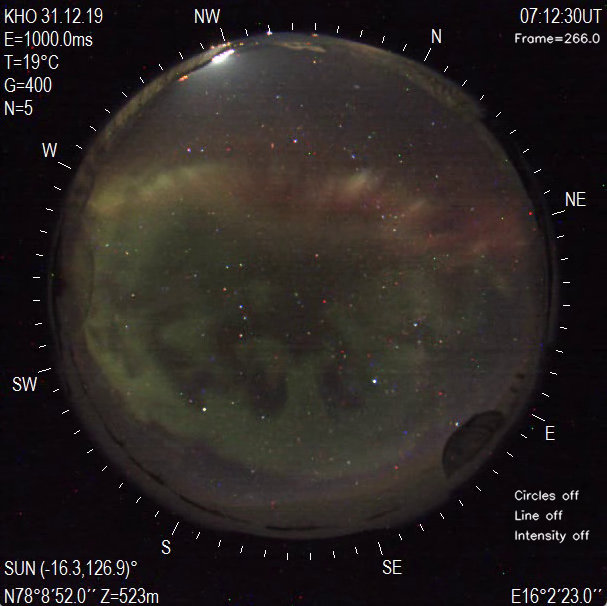 KHO 31.12.19
E=1000.0ms
T=19°C
G=400
N=5
NW
N
07:12:30UT
Frame=266.0
W
NE
SW
E
S
SE
Circles off
Line off
Intensity off
SUN (-16.3,126.9)°
N78°8'52.0'' Z=523m
E16°2'23.0''